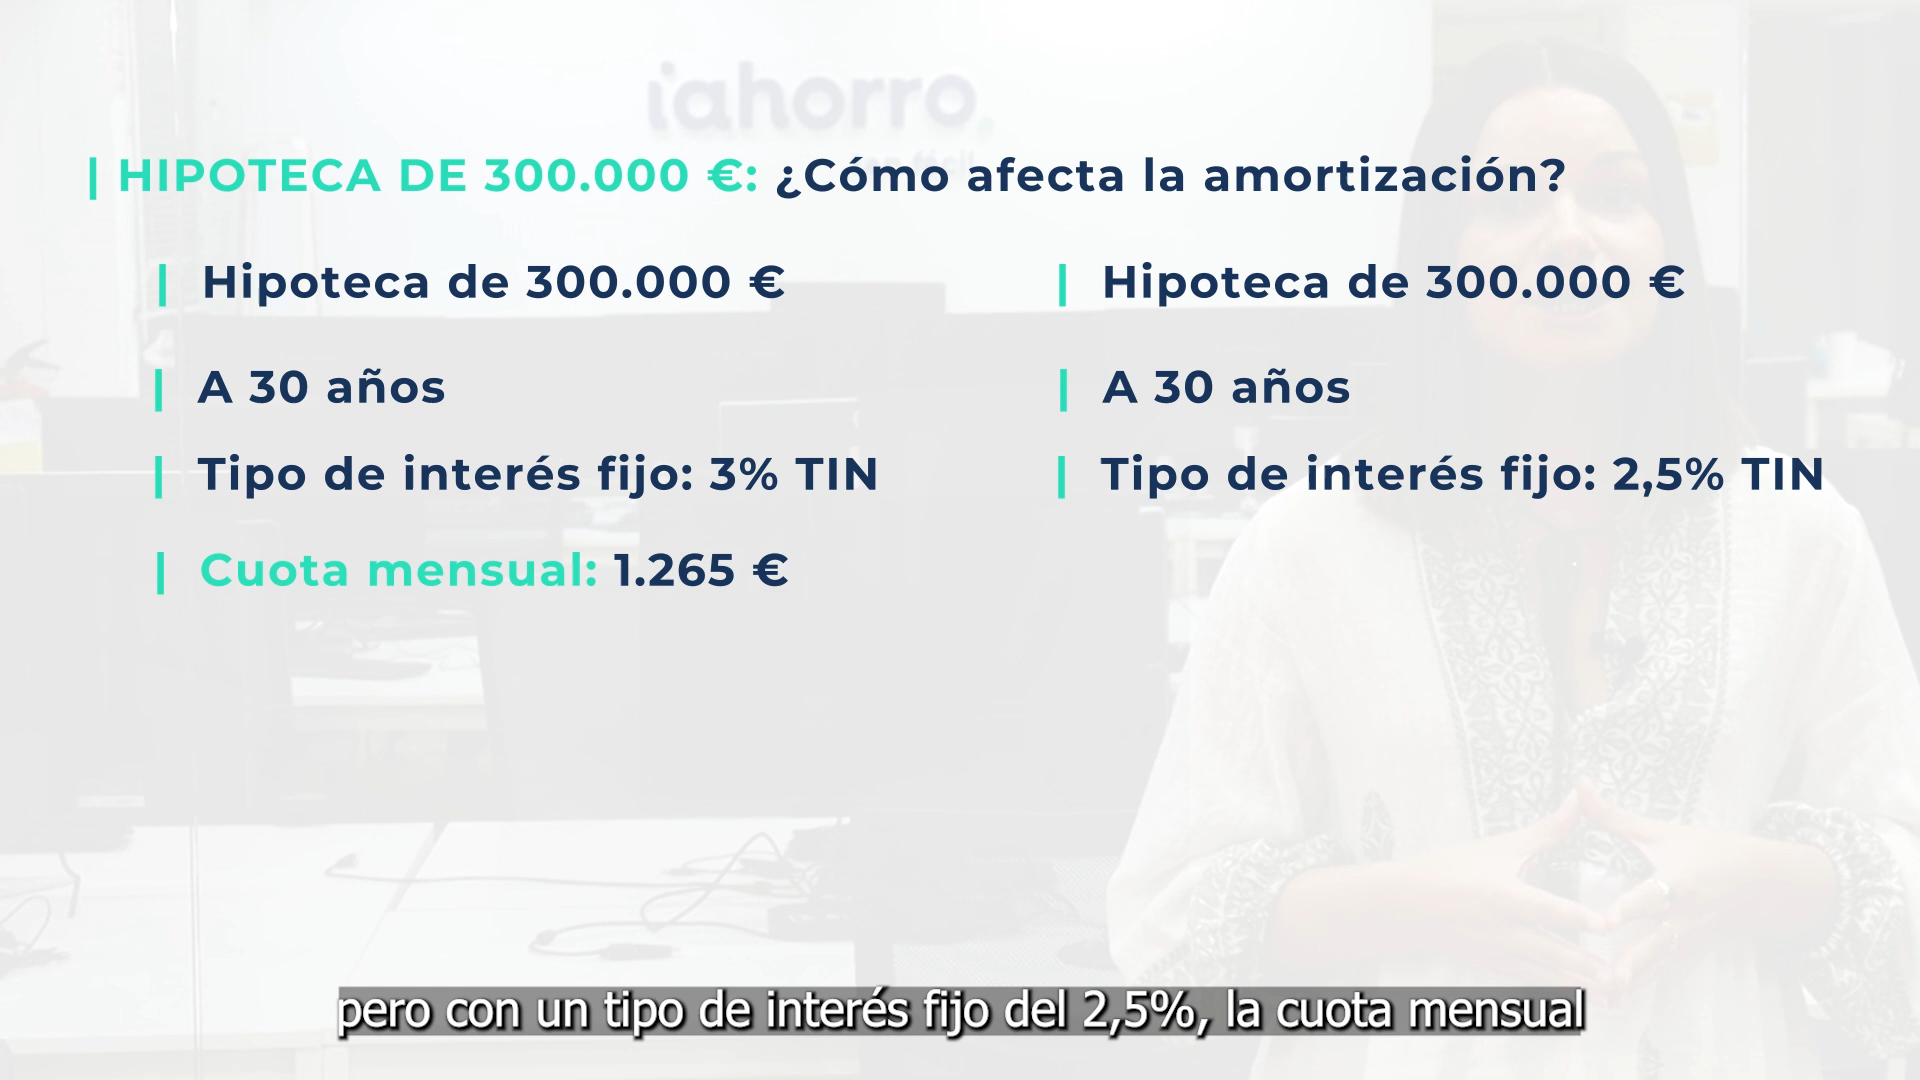 iahorro.
| HIPOTECA DE 300.000 €: ¿Cómo afecta la amortización?
| Hipoteca de 300.000 €
| A 30 años
| Tipo de interés fijo: 3% TIN
| Cuota mensual: 1.265 €
| Hipoteca de 300.000 €
| A 30 años
| Tipo de interés fijo: 2,5% TIN
pero con un tipo de interés fijo del 2,5%, la cuota mensual